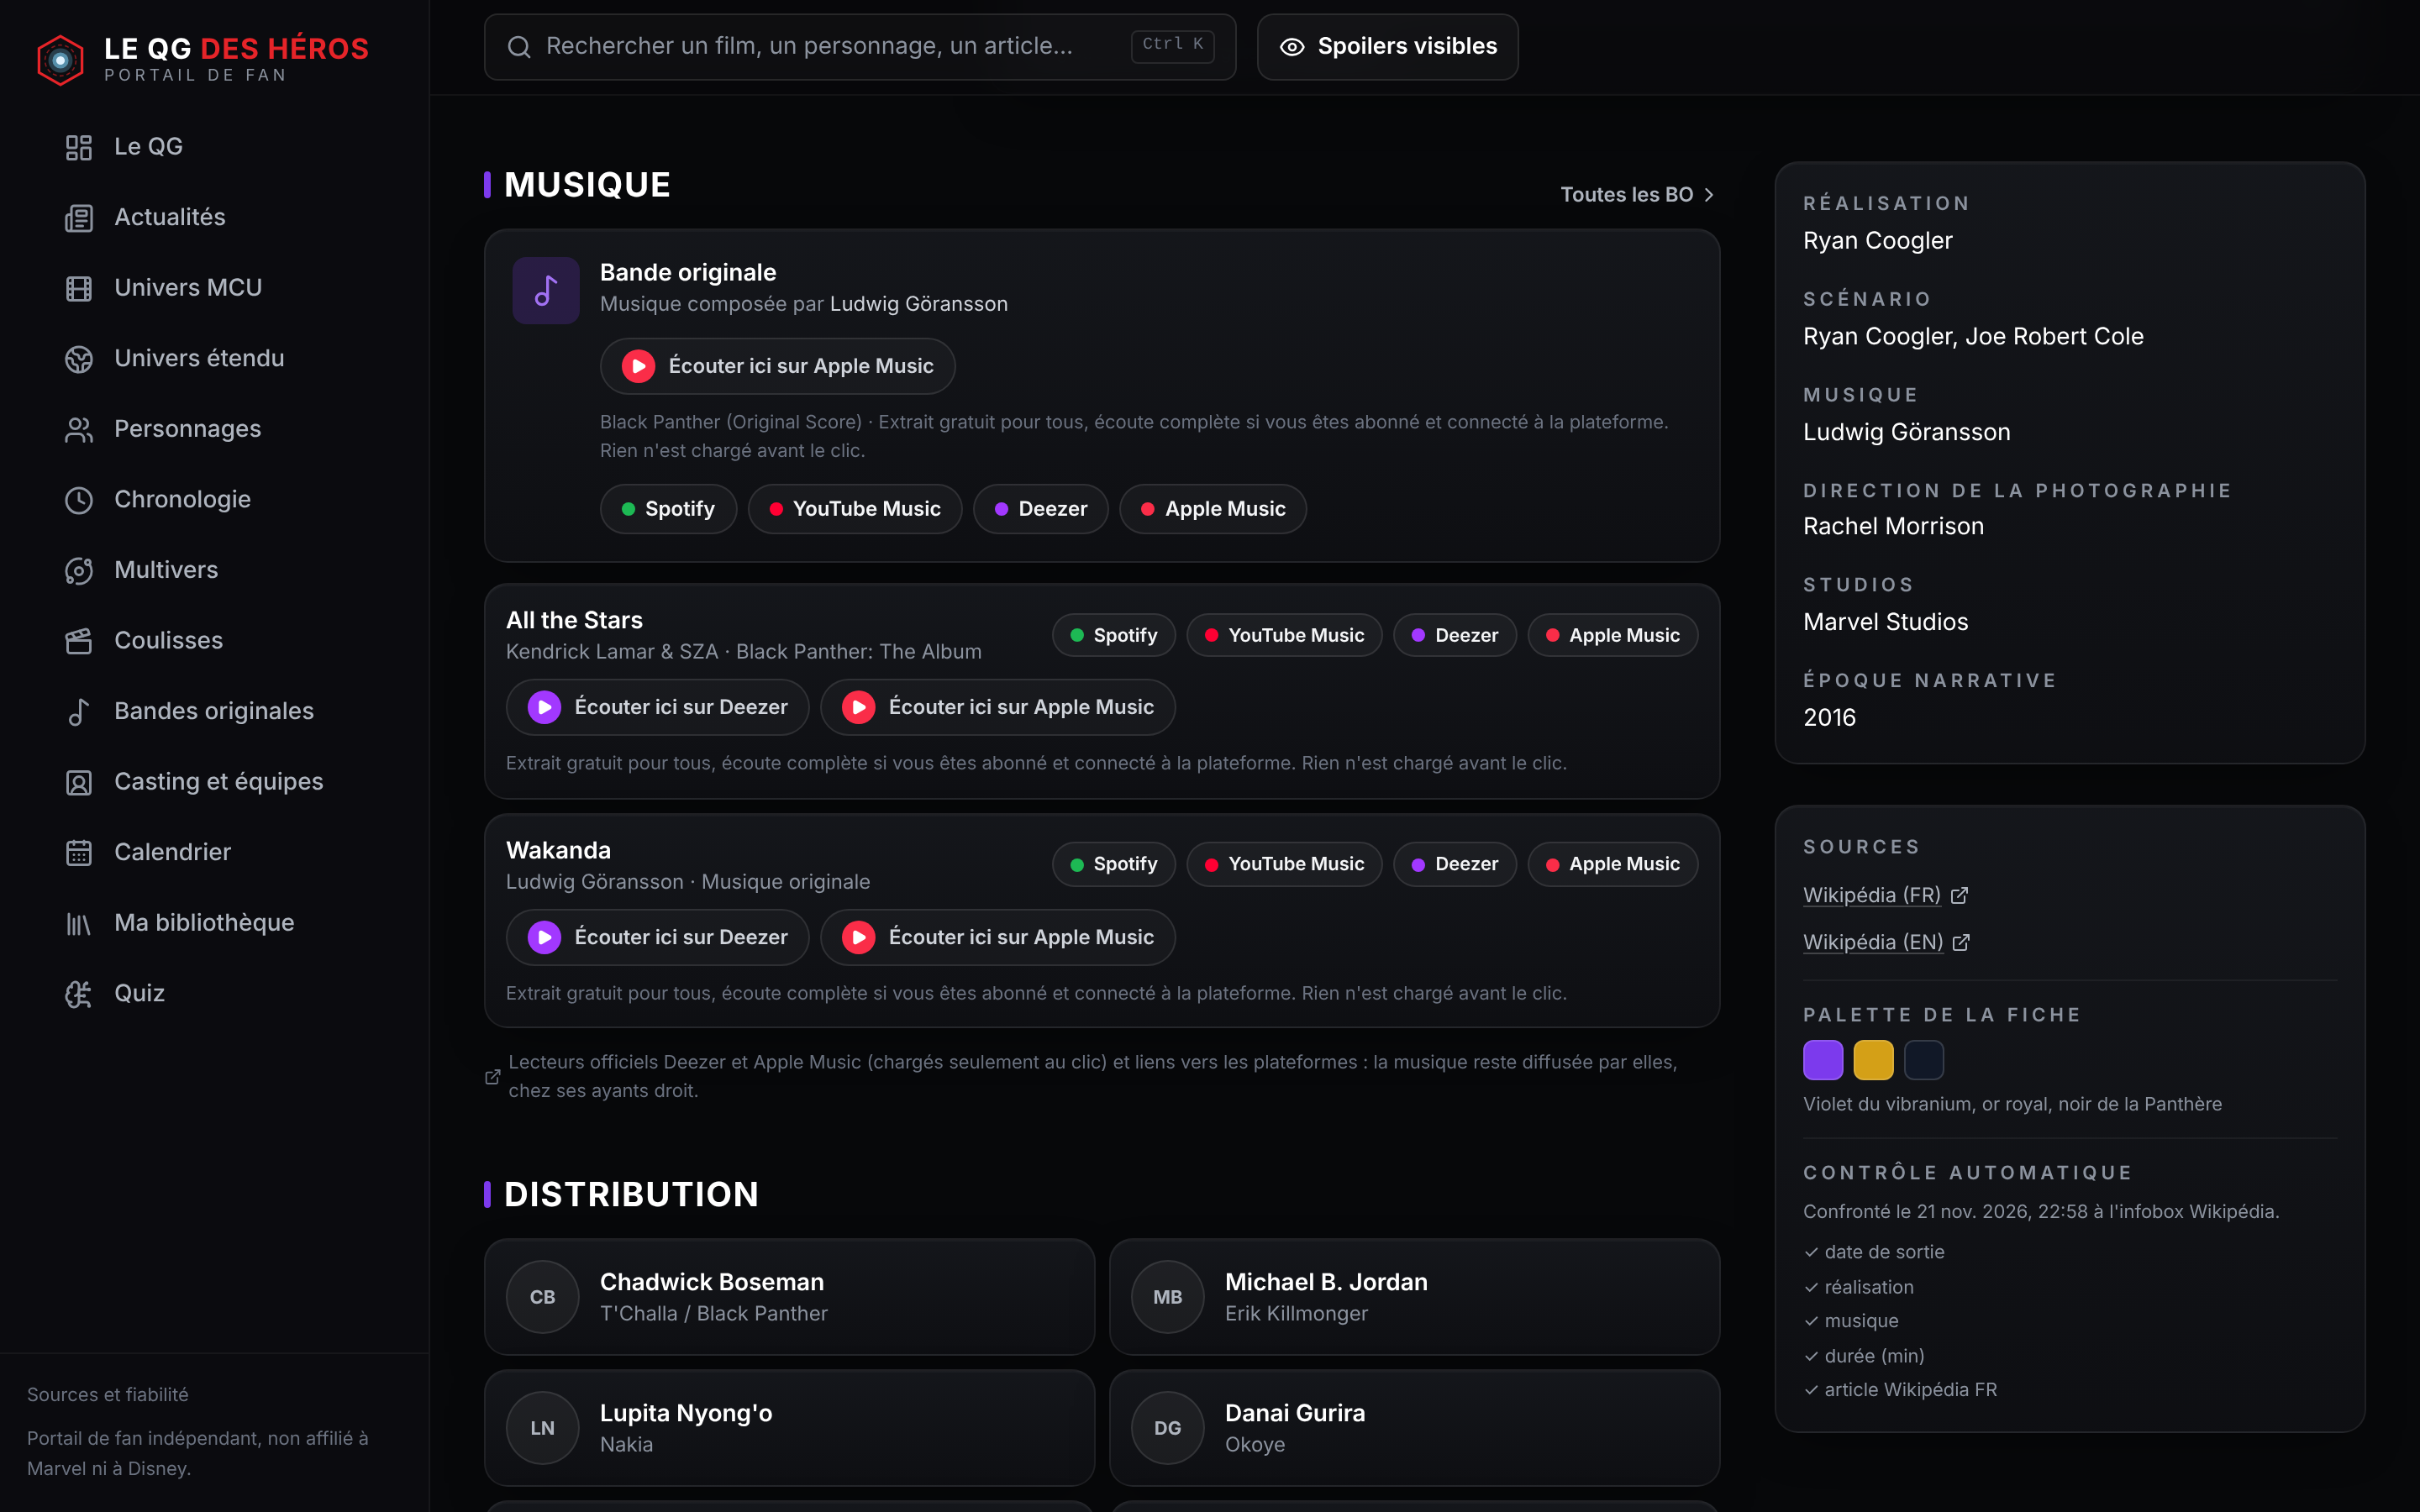 LE QG DES HÉROS
PORTAIL DE FAN
Le QG
Actualités
Univers MCU
Univers étendu
Personnages
Chronologie
Multivers
Coulisses
Bandes originales
Casting et équipes
Calendrier
Ma bibliothèque
Quiz
Sources et fiabilité
Portail de fan indépendant, non affilié à
Marvel ni à Disney.
Rechercher un film, un personnage, un article...
Ctrl K
Spoilers visibles
MUSIQUE
Toutes les BO
Bande originale
Musique composée par Ludwig Göransson
Écouter ici sur Apple Music
Black Panther (Original Score) · Extrait gratuit pour tous, écoute complète si vous êtes abonné et connecté à la plateforme.
Rien n'est chargé avant le clic.
Spotify
YouTube Music
Deezer
Apple Music
All the Stars
Kendrick Lamar & SZA · Black Panther: The Album
Spotify
YouTube Music
Deezer
Apple Music
Écouter ici sur Deezer
Écouter ici sur Apple Music
Extrait gratuit pour tous, écoute complète si vous êtes abonné et connecté à la plateforme. Rien n'est chargé avant le clic.
Wakanda
Ludwig Göransson · Musique originale
Spotify
YouTube Music
Deezer
Apple Music
Écouter ici sur Deezer
Écouter ici sur Apple Music
Extrait gratuit pour tous, écoute complète si vous êtes abonné et connecté à la plateforme. Rien n'est chargé avant le clic.
Lecteurs officiels Deezer et Apple Music (chargés seulement au clic) et liens vers les plateformes : la musique reste diffusée par elles,
chez ses ayants droit.
DISTRIBUTION
CB
Chadwick Boseman
T'Challa / Black Panther
MB
Michael B. Jordan
Erik Killmonger
LN
Lupita Nyong'o
Nakia
DG
Danai Gurira
Okoye
RÉALISATION
Ryan Coogler
SCÉNARIO
Ryan Coogler, Joe Robert Cole
MUSIQUE
Ludwig Göransson
DIRECTION DE LA PHOTOGRAPHIE
Rachel Morrison
STUDIOS
Marvel Studios
ÉPOQUE NARRATIVE
2016
SOURCES
Wikipédia (FR)
Wikipédia (EN)
PALETTE DE LA FICHE
Violet du vibranium, or royal, noir de la Panthère
CONTRÔLE AUTOMATIQUE
Confronté le 21 nov. 2026, 22:58 à l'infobox Wikipédia.
✓ date de sortie
✓ réalisation
✓ musique
✓ durée (min)
✓ article Wikipédia FR